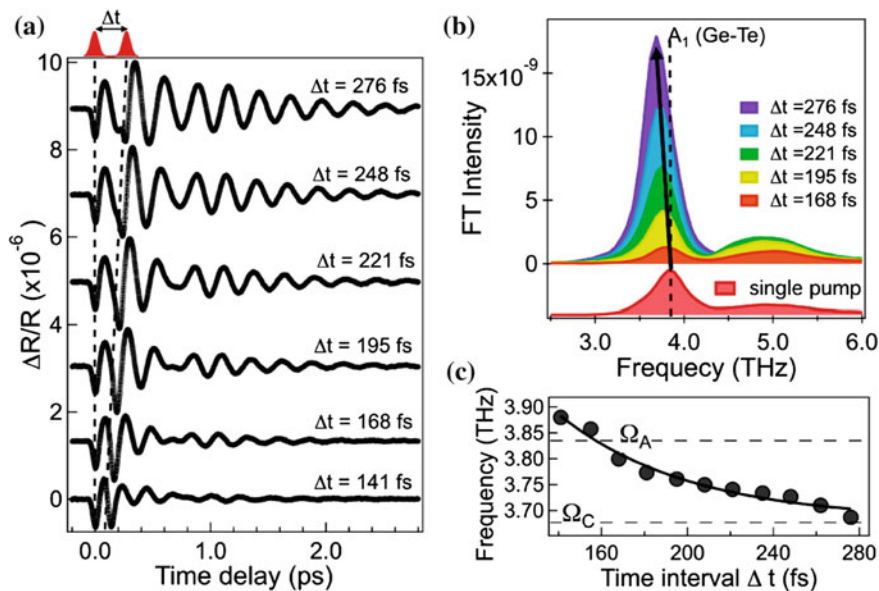 (a)
Δt
10
8
6
4
2
0
ΔR/R (x10⁻⁶)
Δt = 276 fs
Δt = 248 fs
Δt = 221 fs
Δt = 195 fs
Δt = 168 fs
Δt = 141 fs
0.0 1.0 2.0
Time delay (ps)
(b)
A₁ (Ge-Te)
15x10⁻⁹
10
5
0
FT Intensity
Δt =276 fs
Δt =248 fs
Δt =221 fs
Δt =195 fs
Δt =168 fs
single pump
3.0 4.0 5.0 6.0
Frequecy (THz)
(c)
3.90
3.85
3.80
3.75
3.70
Frequency (THz)
Ω_A
Ω_C
160 200 240 280
Time interval Δ t (fs)